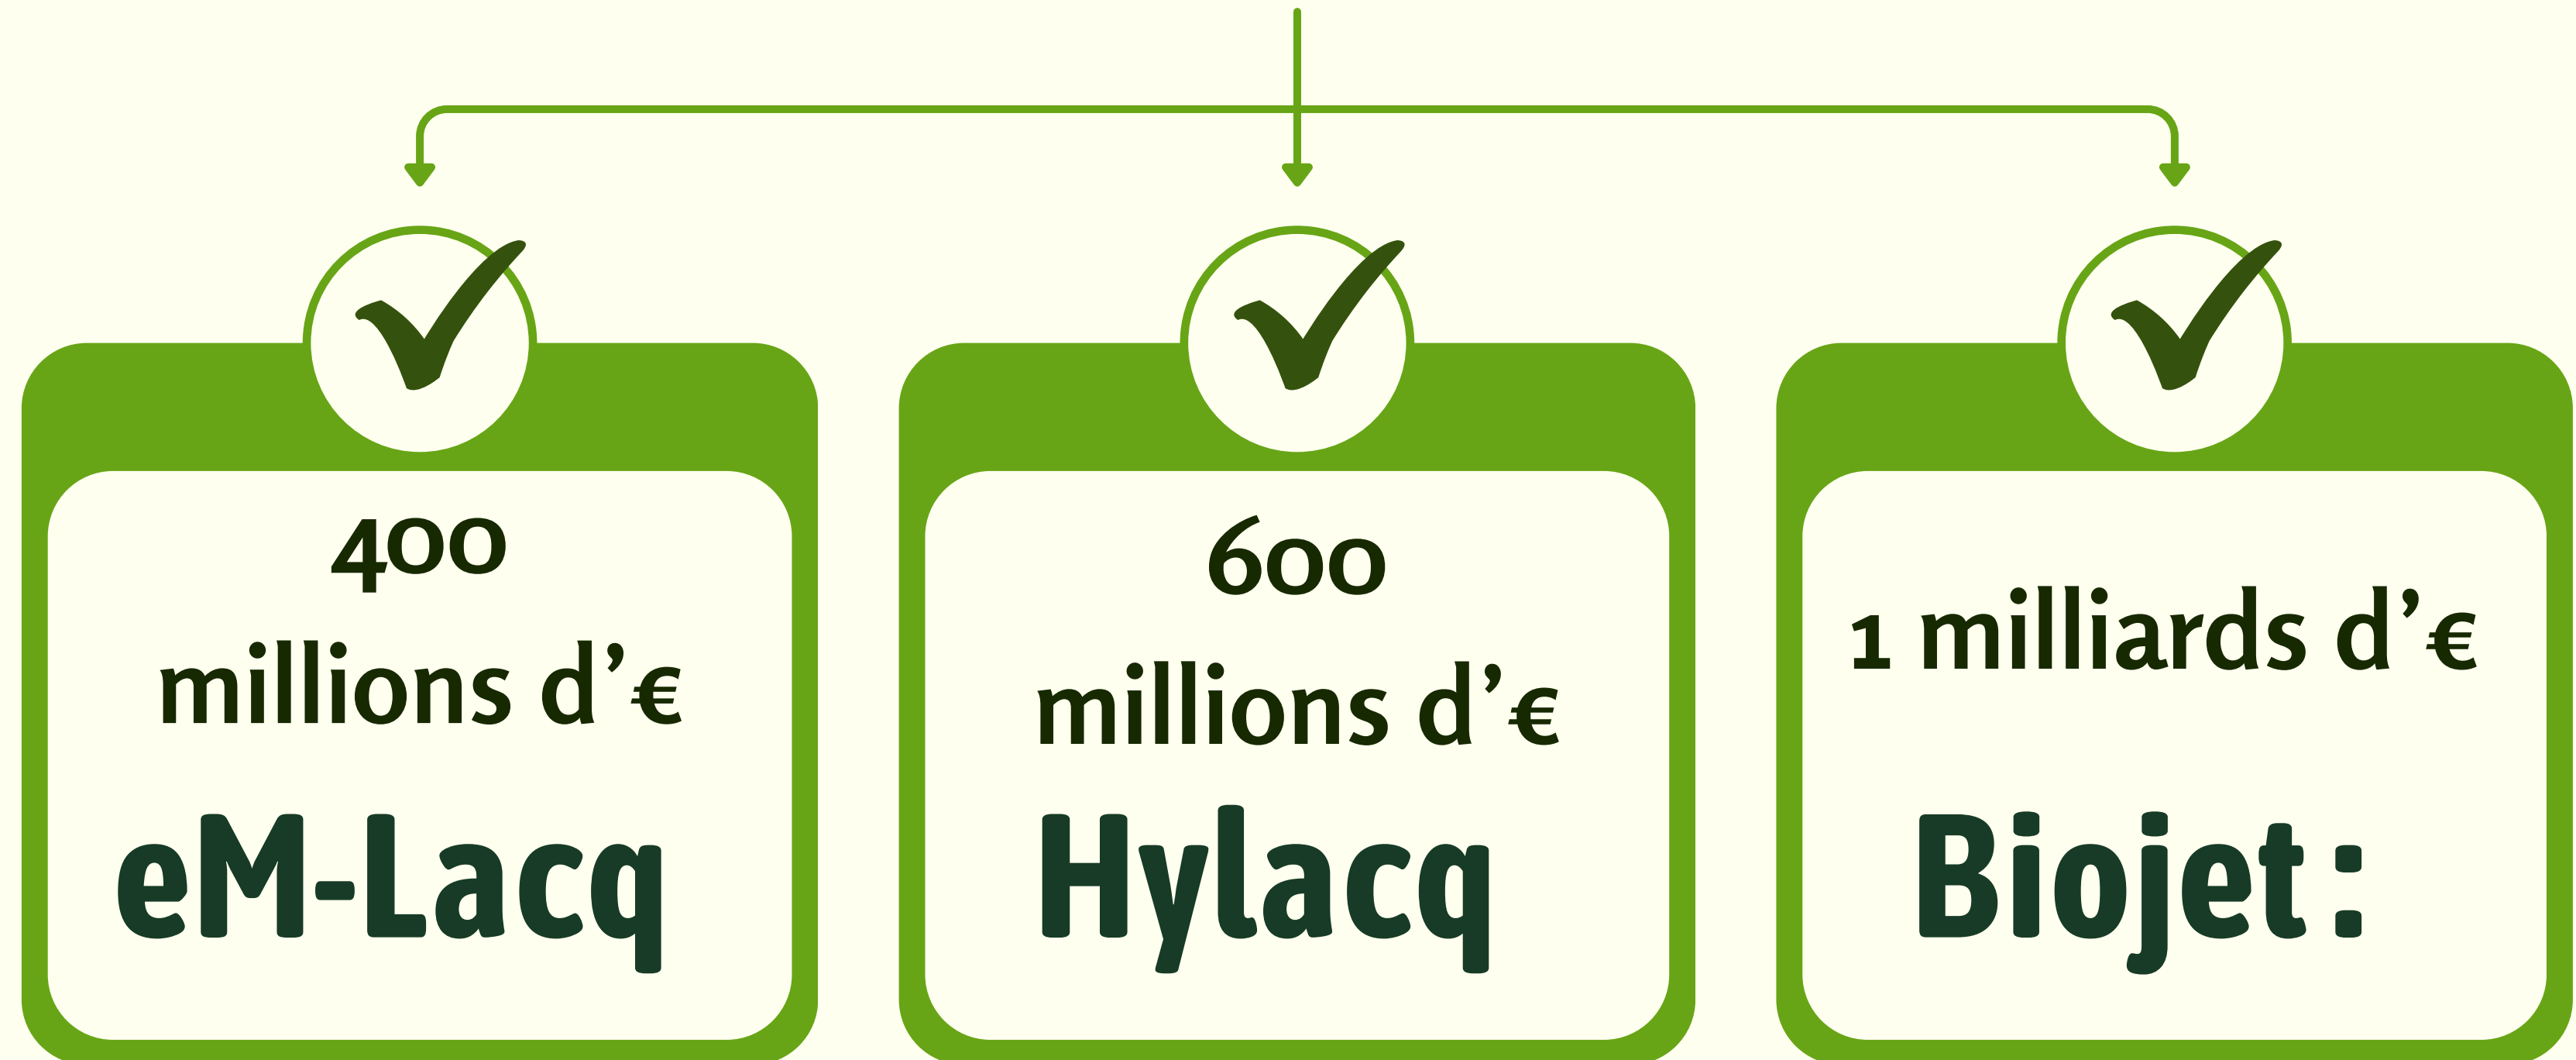 400
millions d’€
eM-Lacq
600
millions d’€
Hylacq
1 milliards d’€
Biojet :